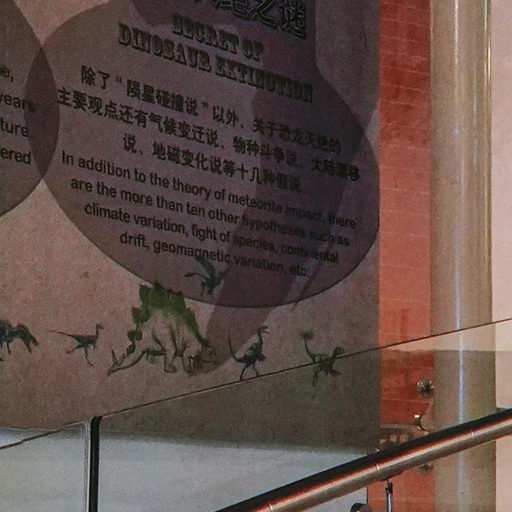 之谜
SECRET OF
DINOSAUR EXTINCTION
除了“陨星碰撞说”以外，关于恐龙灭绝的
主要观点还有气候变迁说、物种斗争说、大陆漂移
说、地磁变化说等十几种假说
In addition to the theory of meteorite impact, there
are the more than ten other hypotheses such as
climate variation, fight of species, continental
drift, geomagnetic variation, etc.
years
ered